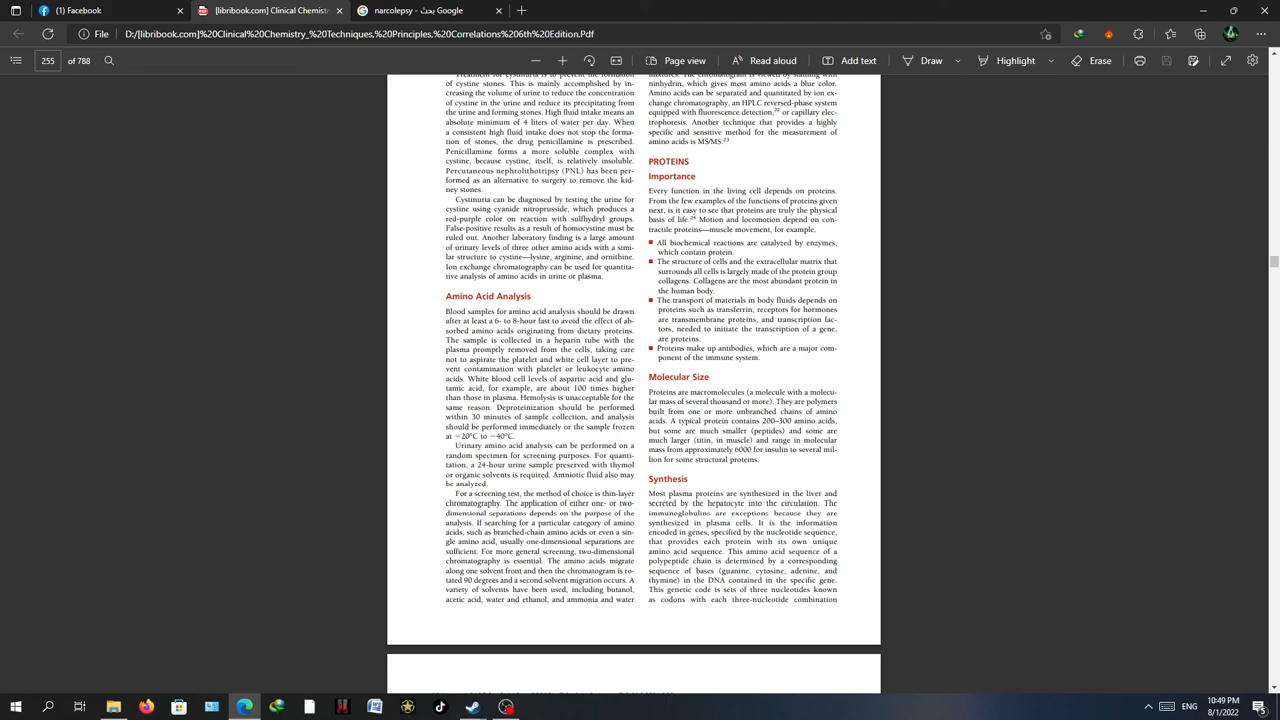 (1) Facebook
[libribook.com] Clinical Chemistr
narcolepsy - Google Search
File
D:/[libribook.com]%20Clinical%20Chemistry_%20Techniques,%20Principles,%20Correlations%206th%20Edition.Pdf
Page view
Read aloud
Add text
Draw
Highlight
Treatment for cystinuria is to prevent the formation
of cystine stones. This is mainly accomplished by in-
creasing the volume of urine to reduce the concentration
of cystine in the urine and reduce its precipitating from
the urine and forming stones. High fluid intake means an
absolute minimum of 4 liters of water per day. When
a consistent high fluid intake does not stop the forma-
tion of stones, the drug penicillamine is prescribed.
Penicillamine forms a more soluble complex with
cystine, because cystine, itself, is relatively insoluble.
Percutaneous nephrolithotripsy (PNL) has been per-
formed as an alternative to surgery to remove the kid-
ney stones.
Cystinuria can be diagnosed by testing the urine for
cystine using cyanide nitroprusside, which produces a
red-purple color on reaction with sulfhydryl groups.
False-positive results as a result of homocystine must be
ruled out. Another laboratory finding is a large amount
of urinary levels of three other amino acids with a simi-
lar structure to cystine—lysine, arginine, and ornithine.
Ion exchange chromatography can be used for quantita-
tive analysis of amino acids in urine or plasma.
Amino Acid Analysis
Blood samples for amino acid analysis should be drawn
after at least a 6- to 8-hour fast to avoid the effect of ab-
sorbed amino acids originating from dietary proteins.
The sample is collected in a heparin tube with the
plasma promptly removed from the cells, taking care
not to aspirate the platelet and white cell layer to pre-
vent contamination with platelet or leukocyte amino
acids. White blood cell levels of aspartic acid and glu-
tamic acid, for example, are about 100 times higher
than those in plasma. Hemolysis is unacceptable for the
same reason. Deproteinization should be performed
within 30 minutes of sample collection, and analysis
should be performed immediately or the sample frozen
at −20°C to −40°C.
Urinary amino acid analysis can be performed on a
random specimen for screening purposes. For quanti-
tation, a 24-hour urine sample preserved with thymol
or organic solvents is required. Amniotic fluid also may
be analyzed.
For a screening test, the method of choice is thin-layer
chromatography. The application of either one- or two-
dimensional separations depends on the purpose of the
analysis. If searching for a particular category of amino
acids, such as branched-chain amino acids or even a sin-
gle amino acid, usually one-dimensional separations are
sufficient. For more general screening, two-dimensional
chromatography is essential. The amino acids migrate
along one solvent front and then the chromatogram is ro-
tated 90 degrees and a second solvent migration occurs. A
variety of solvents have been used, including butanol,
acetic acid, water and ethanol, and ammonia and water
mixtures. The chromatogram is viewed by staining with
ninhydrin, which gives most amino acids a blue color.
Amino acids can be separated and quantitated by ion ex-
change chromatography, an HPLC reversed-phase system
equipped with fluorescence detection,22 or capillary elec-
trophoresis. Another technique that provides a highly
specific and sensitive method for the measurement of
amino acids is MS/MS.23
PROTEINS
Importance
Every function in the living cell depends on proteins.
From the few examples of the functions of proteins given
next, is it easy to see that proteins are truly the physical
basis of life.24 Motion and locomotion depend on con-
tractile proteins—muscle movement, for example.
■ All biochemical reactions are catalyzed by enzymes,
which contain protein.
■ The structure of cells and the extracellular matrix that
surrounds all cells is largely made of the protein group
collagens. Collagens are the most abundant protein in
the human body.
■ The transport of materials in body fluids depends on
proteins such as transferrin, receptors for hormones
are transmembrane proteins, and transcription fac-
tors, needed to initiate the transcription of a gene,
are proteins.
■ Proteins make up antibodies, which are a major com-
ponent of the immune system.
Molecular Size
Proteins are macromolecules (a molecule with a molecu-
lar mass of several thousand or more). They are polymers
built from one or more unbranched chains of amino
acids. A typical protein contains 200–300 amino acids,
but some are much smaller (peptides) and some are
much larger (titin, in muscle) and range in molecular
mass from approximately 6000 for insulin to several mil-
lion for some structural proteins.
Synthesis
Most plasma proteins are synthesized in the liver and
secreted by the hepatocyte into the circulation. The
immunoglobulins are exceptions because they are
synthesized in plasma cells. It is the information
encoded in genes, specified by the nucleotide sequence,
that provides each protein with its own unique
amino acid sequence. This amino acid sequence of a
polypeptide chain is determined by a corresponding
sequence of bases (guanine, cytosine, adenine, and
thymine) in the DNA contained in the specific gene.
This genetic code is sets of three nucleotides known
as codons with each three-nucleotide combination
ENG
10:49 PM
8/1/2022